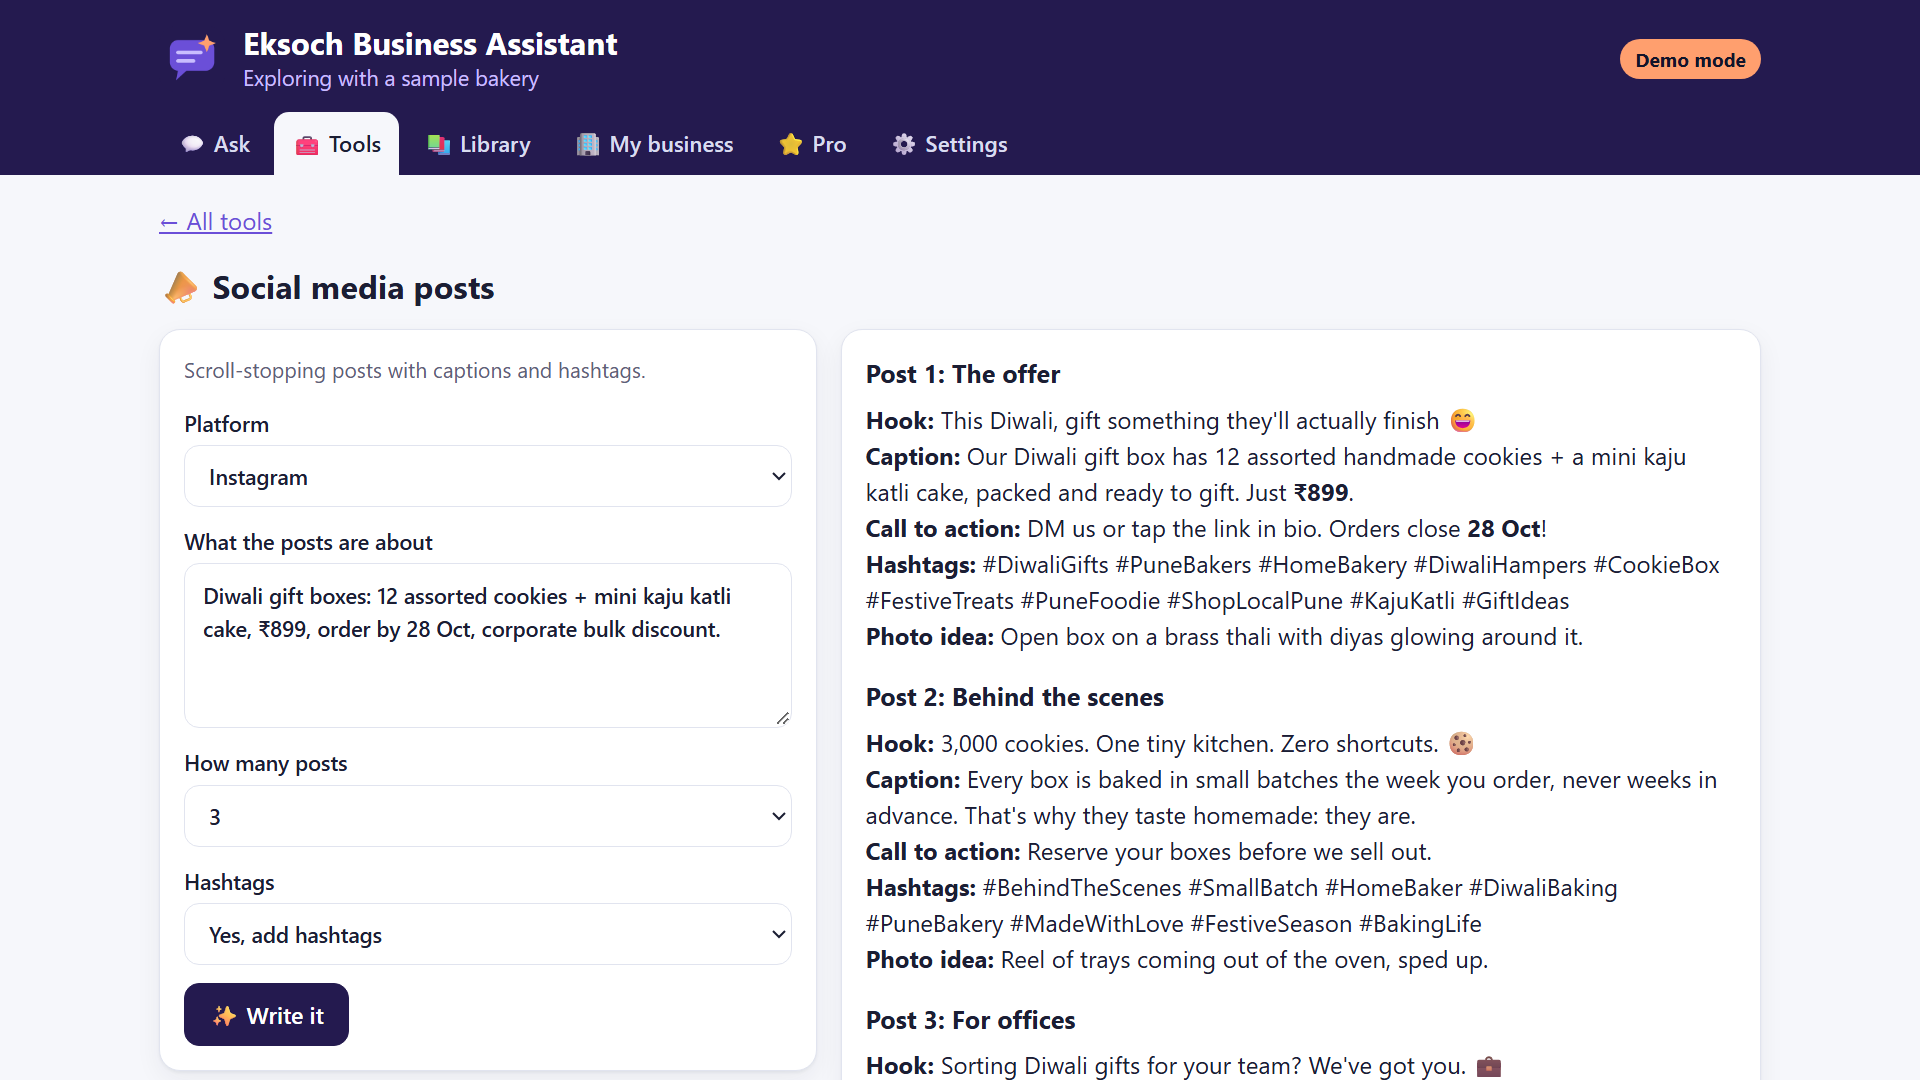 Eksoch Business Assistant
Exploring with a sample bakery
Demo mode
Ask
Tools
Library
My business
Pro
Settings
← All tools
Social media posts
Scroll-stopping posts with captions and hashtags.
Platform
Instagram
What the posts are about
Diwali gift boxes: 12 assorted cookies + mini kaju katli
cake, ₹899, order by 28 Oct, corporate bulk discount.
How many posts
3
Hashtags
Yes, add hashtags
✨ Write it
Post 1: The offer
Hook: This Diwali, gift something they'll actually finish 😄
Caption: Our Diwali gift box has 12 assorted handmade cookies + a mini kaju
katli cake, packed and ready to gift. Just ₹899.
Call to action: DM us or tap the link in bio. Orders close 28 Oct!
Hashtags: #DiwaliGifts #PuneBakers #HomeBakery #DiwaliHampers #CookieBox
#FestiveTreats #PuneFoodie #ShopLocalPune #KajuKatli #GiftIdeas
Photo idea: Open box on a brass thali with diyas glowing around it.
Post 2: Behind the scenes
Hook: 3,000 cookies. One tiny kitchen. Zero shortcuts. 🍪
Caption: Every box is baked in small batches the week you order, never weeks in
advance. That's why they taste homemade: they are.
Call to action: Reserve your boxes before we sell out.
Hashtags: #BehindTheScenes #SmallBatch #HomeBaker #DiwaliBaking
#PuneBakery #MadeWithLove #FestiveSeason #BakingLife
Photo idea: Reel of trays coming out of the oven, sped up.
Post 3: For offices
Hook: Sorting Diwali gifts for your team? We've got you. 💼